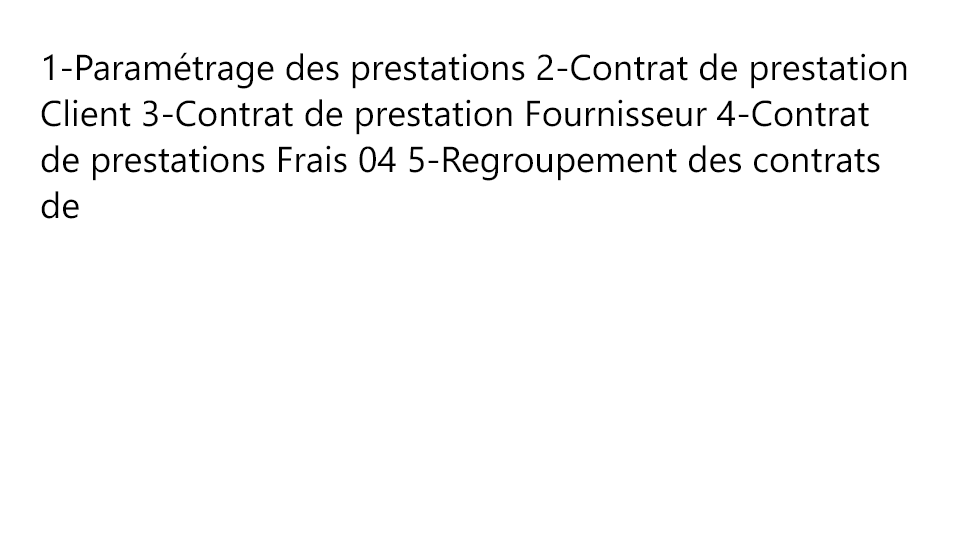 1-Paramétrage des prestations 2-Contrat de prestation
Client 3-Contrat de prestation Fournisseur 4-Contrat
de prestations Frais 04 5-Regroupement des contrats
de